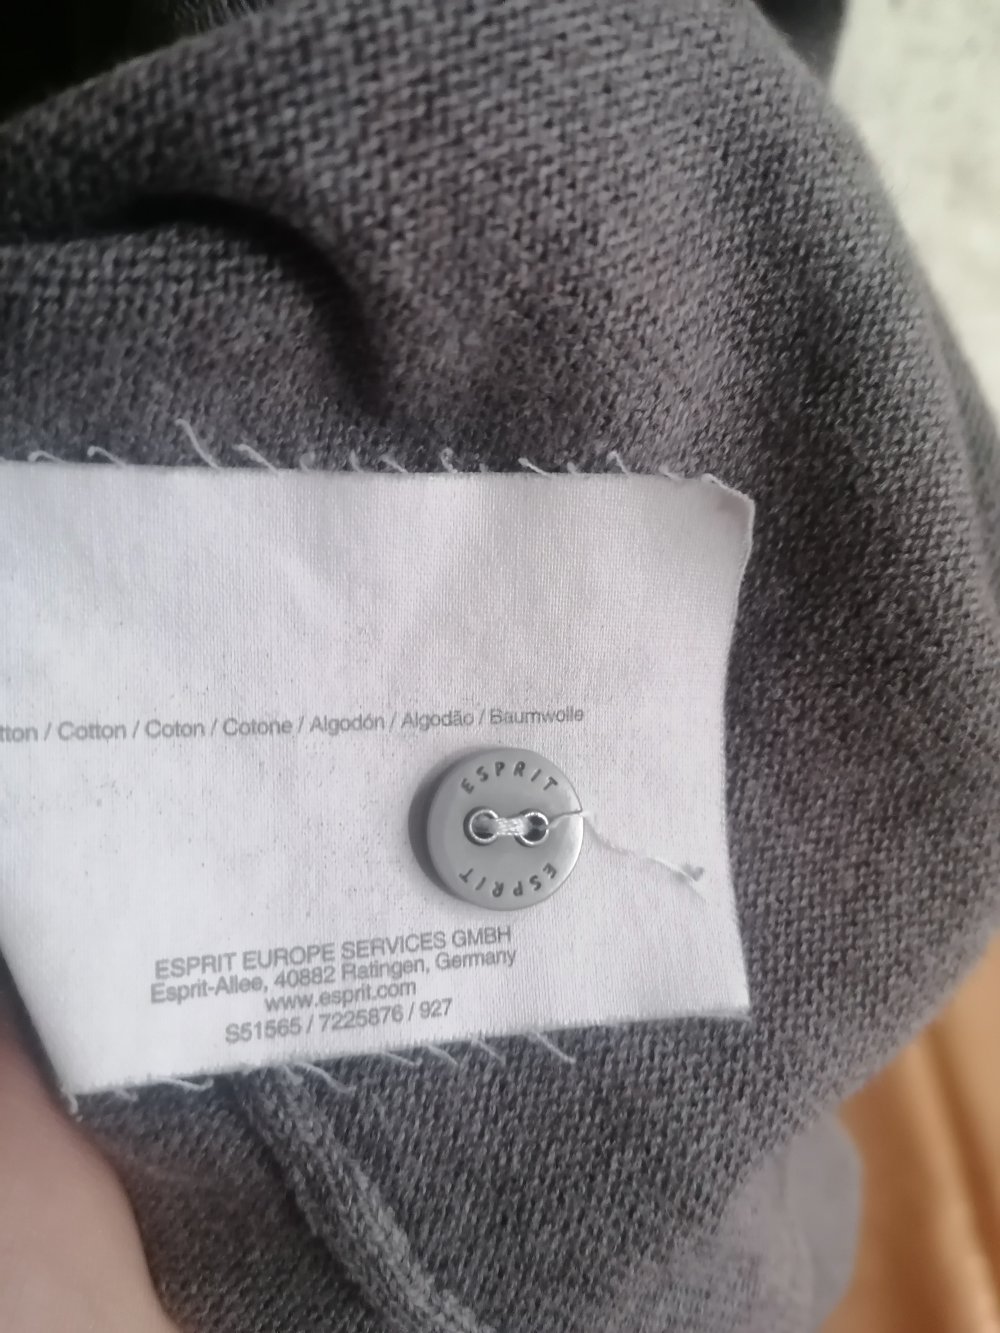 tton / Cotton / Coton / Cotone / Algodón / Algodão / Baumwolle
ESPRIT
ESPRIT
ESPRIT EUROPE SERVICES GMBH
Esprit-Allee, 40882 Ratingen, Germany
www.esprit.com
S51565 / 7225876 / 927